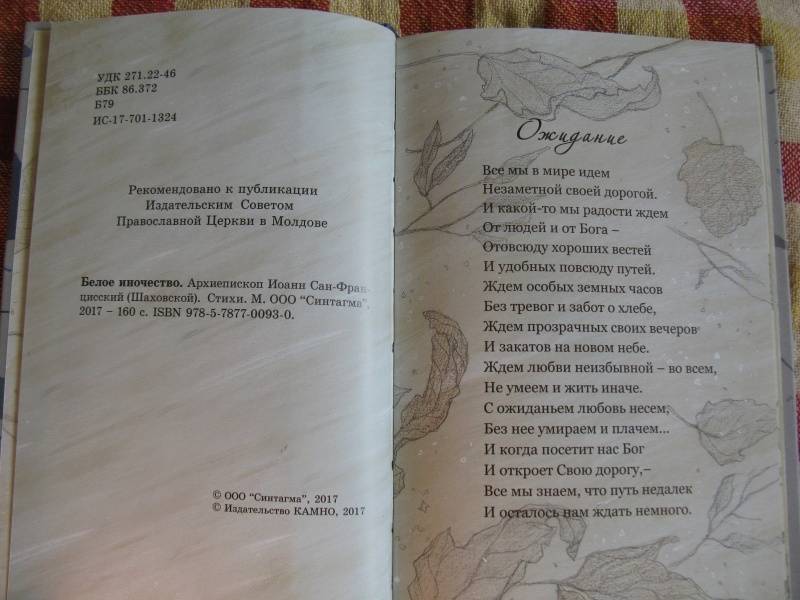 УДК 271.22-46
ББК 86.372
Б79
ИС-17-701-1324
Рекомендовано к публикации
Издательским Советом
Православной Церкви в Молдове
Белое иночество. Архиепископ Иоанн Сан-Фран-
цисский (Шаховской). Стихи. М. ООО "Синтагма",
2017 – 160 с. ISBN 978-5-7877-0093-0.
© ООО "Синтагма", 2017
© Издательство КАМНО, 2017
Ожидание
Все мы в мире идем
Незаметной своей дорогой.
И какой-то мы радости ждем
От людей и от Бога –
Отовсюду хороших вестей
И удобных повсюду путей.
Ждем особых земных часов
Без тревог и забот о хлебе,
Ждем прозрачных своих вечеров
И закатов на новом небе.
Ждем любви неизбывной – во всем,
Не умеем и жить иначе.
С ожиданьем любовь несем,
Без нее умираем и плачем...
И когда посетит нас Бог
И откроет Свою дорогу,–
Все мы знаем, что путь недалек
И осталось нам ждать немного.